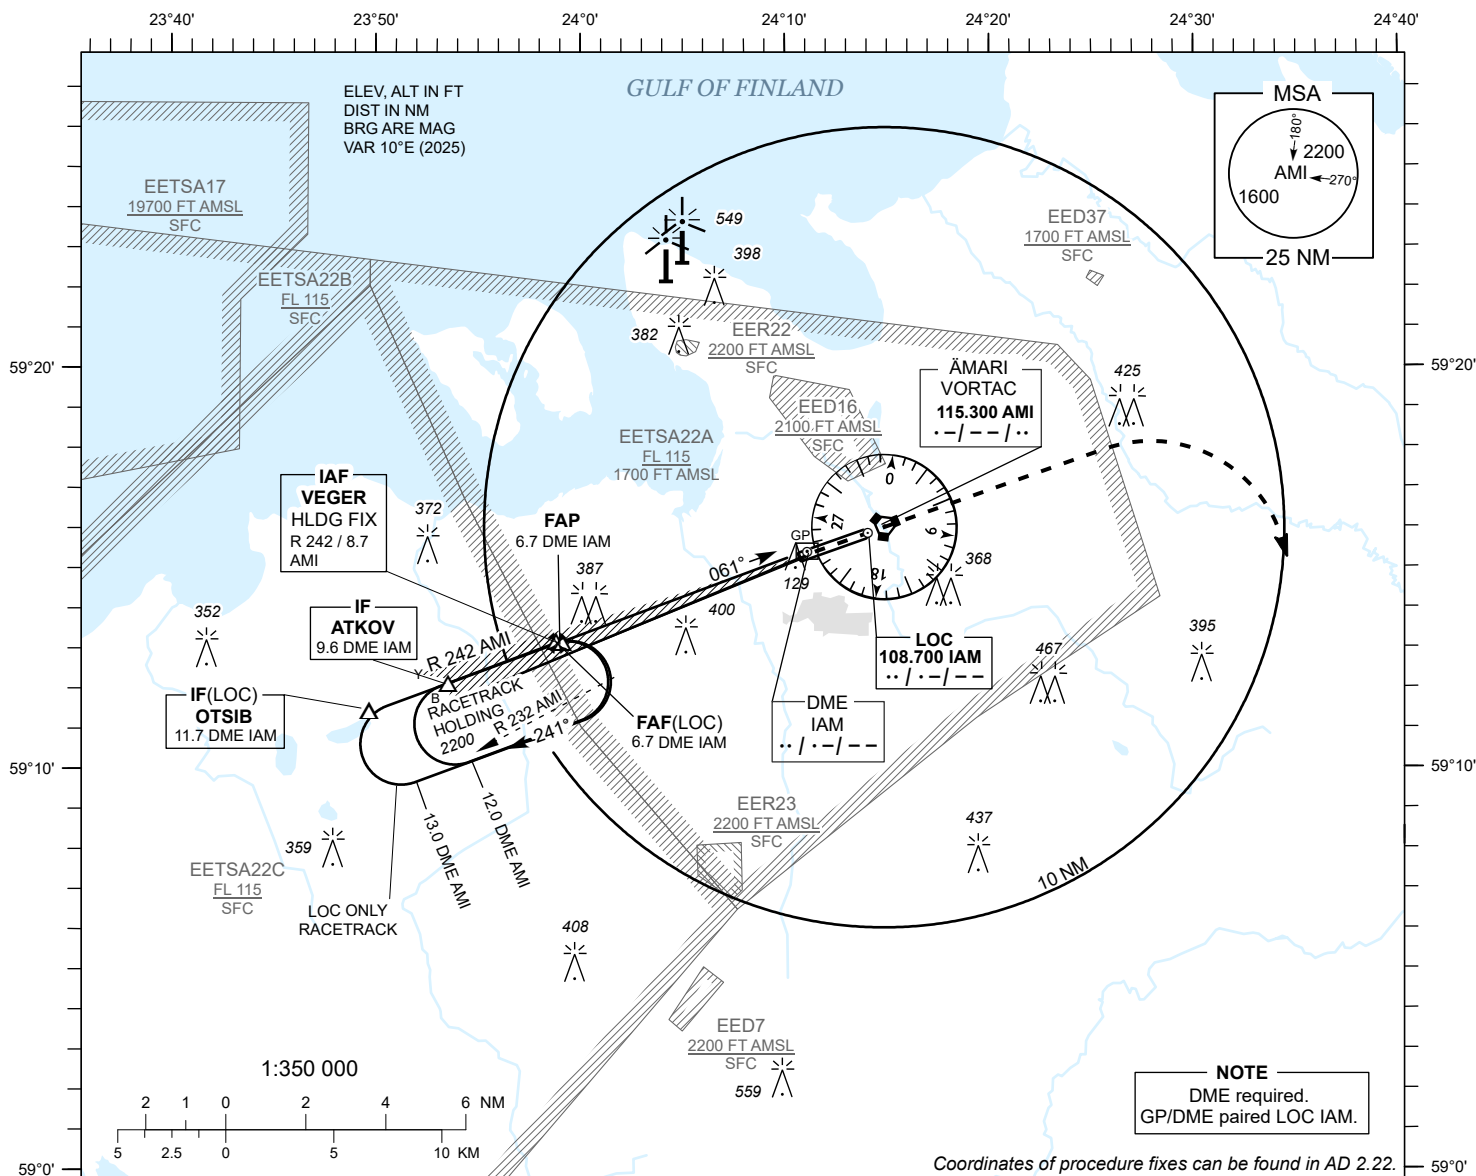 23°40'
23°50'
24°0'
24°10'
24°20'
24°30'
24°40'
ELEV, ALT IN FT
DIST IN NM
BRG ARE MAG
VAR 10°E (2025)
GULF OF FINLAND
MSA
180°
2200
AMI
270°
1600
25 NM
EETSA17
19700 FT AMSL
SFC
EETSA22B
FL 115
SFC
549
398
382
EED37
1700 FT AMSL
SFC
EER22
2200 FT AMSL
SFC
59°20'
59°20'
ÄMARI
VORTAC
115.300 AMI
·–/––/··
425
EED16
2100 FT AMSL
SFC
EETSA22A
FL 115
1700 FT AMSL
IAF
VEGER
HLDG FIX
R 242 / 8.7
AMI
372
FAP
6.7 DME IAM
0
27
9
18
GP
061°
129
387
400
368
352
IF
ATKOV
9.6 DME IAM
R 242 AMI
LOC
108.700 IAM
··/·–/––
395
467
IF(LOC)
OTSIB
11.7 DME IAM
B
RACETRACK
HOLDING
2200
R 232 AMI
241°
FAF(LOC)
6.7 DME IAM
DME
IAM
··/·–/––
59°10'
59°10'
12.0 DME AMI
13.0 DME AMI
EER23
2200 FT AMSL
SFC
437
359
EETSA22C
FL 115
SFC
10 NM
LOC ONLY
RACETRACK
408
EED7
2200 FT AMSL
SFC
559
1:350 000
2 1 0 2 4 6 NM
5 2.5 0 5 10 KM
NOTE
DME required.
GP/DME paired LOC IAM.
59°0'
59°0'
Coordinates of procedure fixes can be found in AD 2.22.